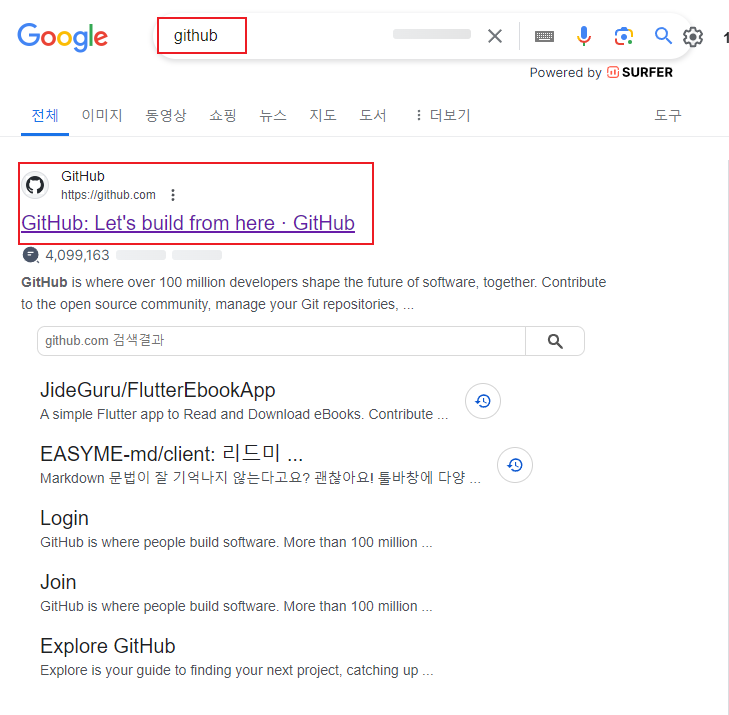 Google
github
1
Powered by SURFER
전체 이미지 동영상 쇼핑 뉴스 지도 도서 더보기 도구
GitHub
https://github.com
GitHub: Let's build from here · GitHub
4,099,163
GitHub is where over 100 million developers shape the future of software, together. Contribute
to the open source community, manage your Git repositories, ...
github.com 검색결과
JideGuru/FlutterEbookApp
A simple Flutter app to Read and Download eBooks. Contribute ...
EASYME-md/client: 리드미 ...
Markdown 문법이 잘 기억나지 않는다고요? 괜찮아요! 툴바창에 다양 ...
Login
GitHub is where people build software. More than 100 million ...
Join
GitHub is where people build software. More than 100 million ...
Explore GitHub
Explore is your guide to finding your next project, catching up ...